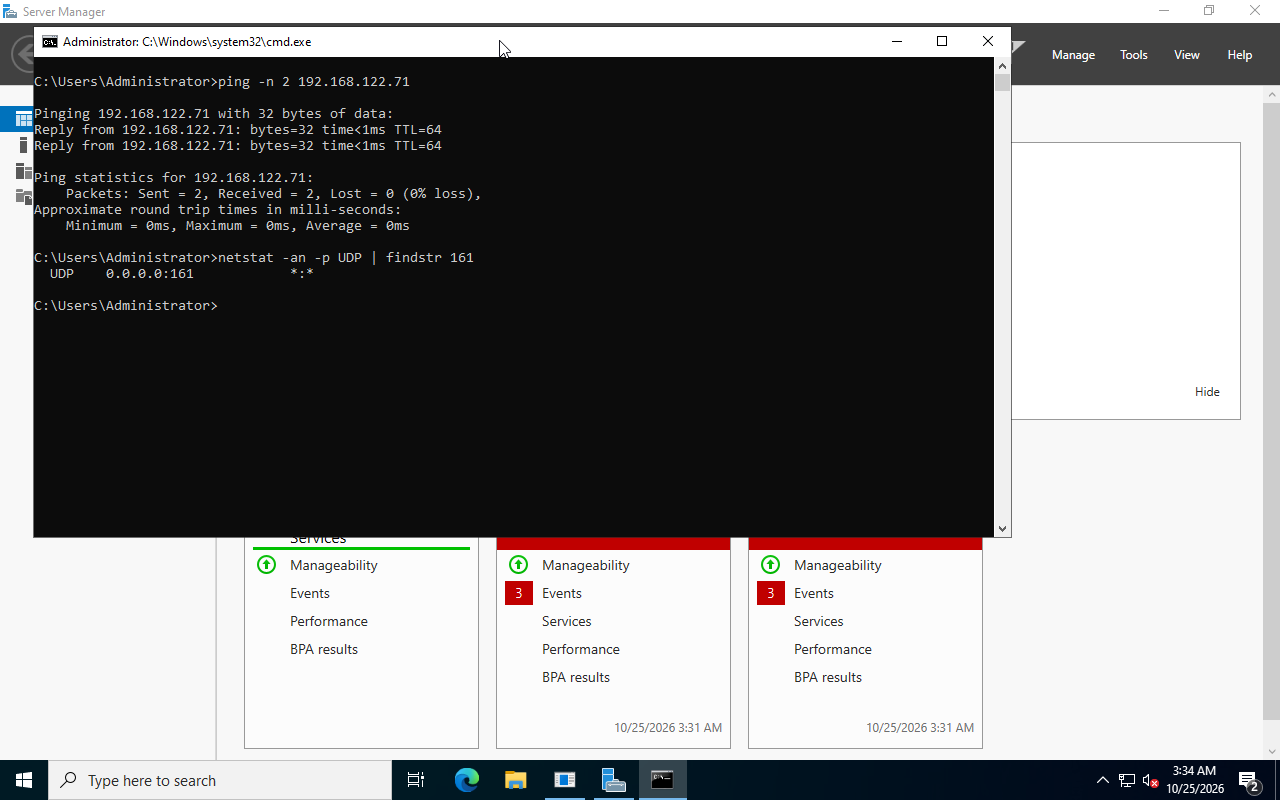 Server Manager
Administrator: C:\Windows\system32\cmd.exe
Manage Tools View Help
C:\Users\Administrator>ping -n 2 192.168.122.71
Pinging 192.168.122.71 with 32 bytes of data:
Reply from 192.168.122.71: bytes=32 time<1ms TTL=64
Reply from 192.168.122.71: bytes=32 time<1ms TTL=64
Ping statistics for 192.168.122.71:
    Packets: Sent = 2, Received = 2, Lost = 0 (0% loss),
Approximate round trip times in milli-seconds:
    Minimum = 0ms, Maximum = 0ms, Average = 0ms
C:\Users\Administrator>netstat -an -p UDP | findstr 161
  UDP    0.0.0.0:161            *:*
C:\Users\Administrator>
Hide
Services
Manageability
Events
Performance
BPA results
Manageability
3 Events
Services
Performance
BPA results
10/25/2026 3:31 AM
Manageability
3 Events
Services
Performance
BPA results
10/25/2026 3:31 AM
Type here to search
3:34 AM
10/25/2026
2